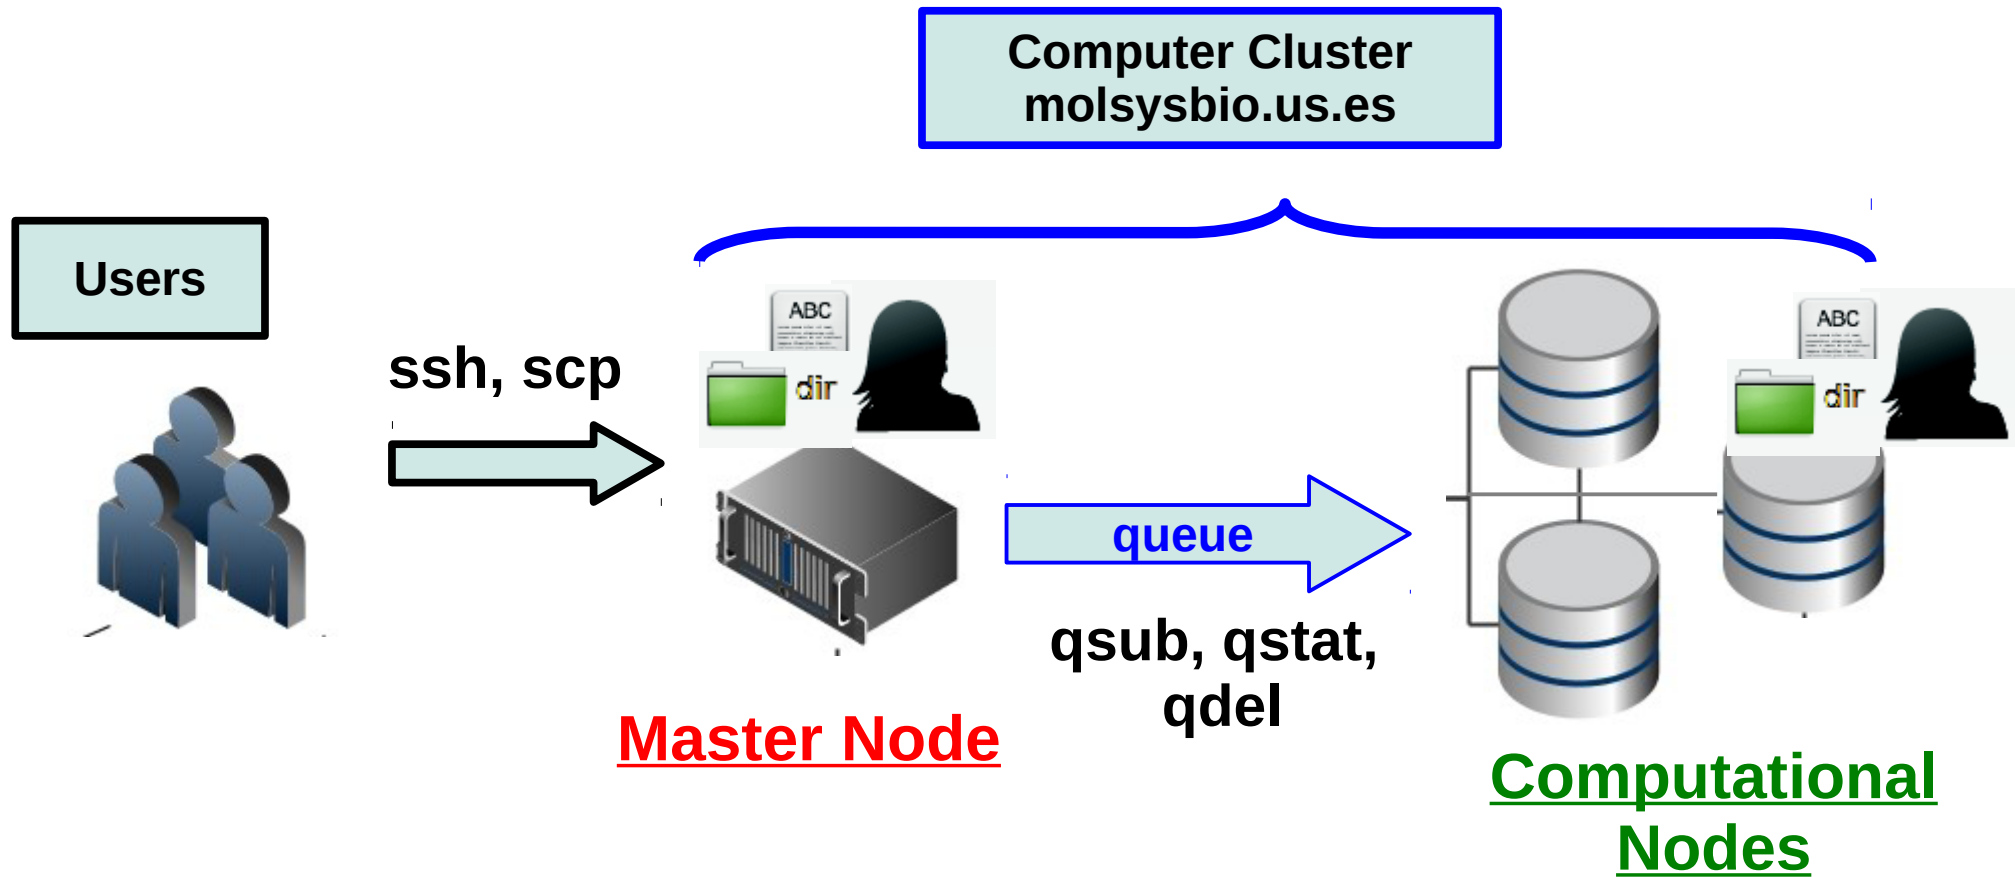 Computer Cluster
molsysbio.us.es
Users
ssh, scp
ABC
dir
ABC
dir
queue
qsub, qstat,
qdel
Master Node
Computational
Nodes